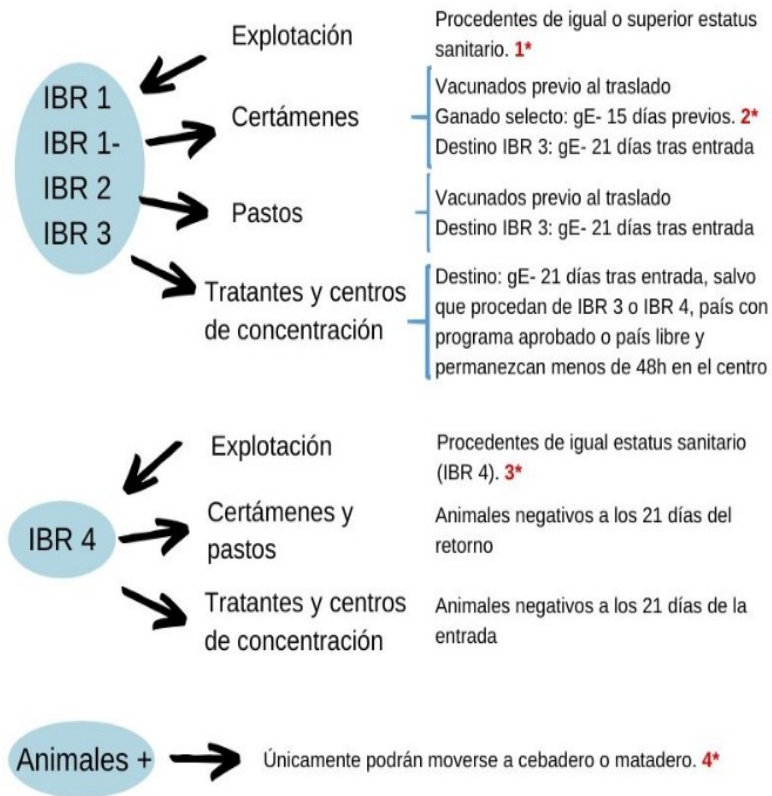 IBR 1
IBR 1-
IBR 2
IBR 3
Explotación
Procedentes de igual o superior estatus
sanitario. 1*
Certámenes
Vacunados previo al traslado
Ganado selecto: gE- 15 días previos. 2*
Destino IBR 3: gE- 21 días tras entrada
Pastos
Vacunados previo al traslado
Destino IBR 3: gE- 21 días tras entrada
Tratantes y centros
de concentración
Destino: gE- 21 días tras entrada, salvo
que procedan de IBR 3 o IBR 4, país con
programa aprobado o país libre y
permanezcan menos de 48h en el centro
IBR 4
Explotación
Procedentes de igual estatus sanitario
(IBR 4). 3*
Certámenes y
pastos
Animales negativos a los 21 días del
retorno
Tratantes y centros
de concentración
Animales negativos a los 21 días de la
entrada
Animales +
Únicamente podrán moverse a cebadero o matadero. 4*